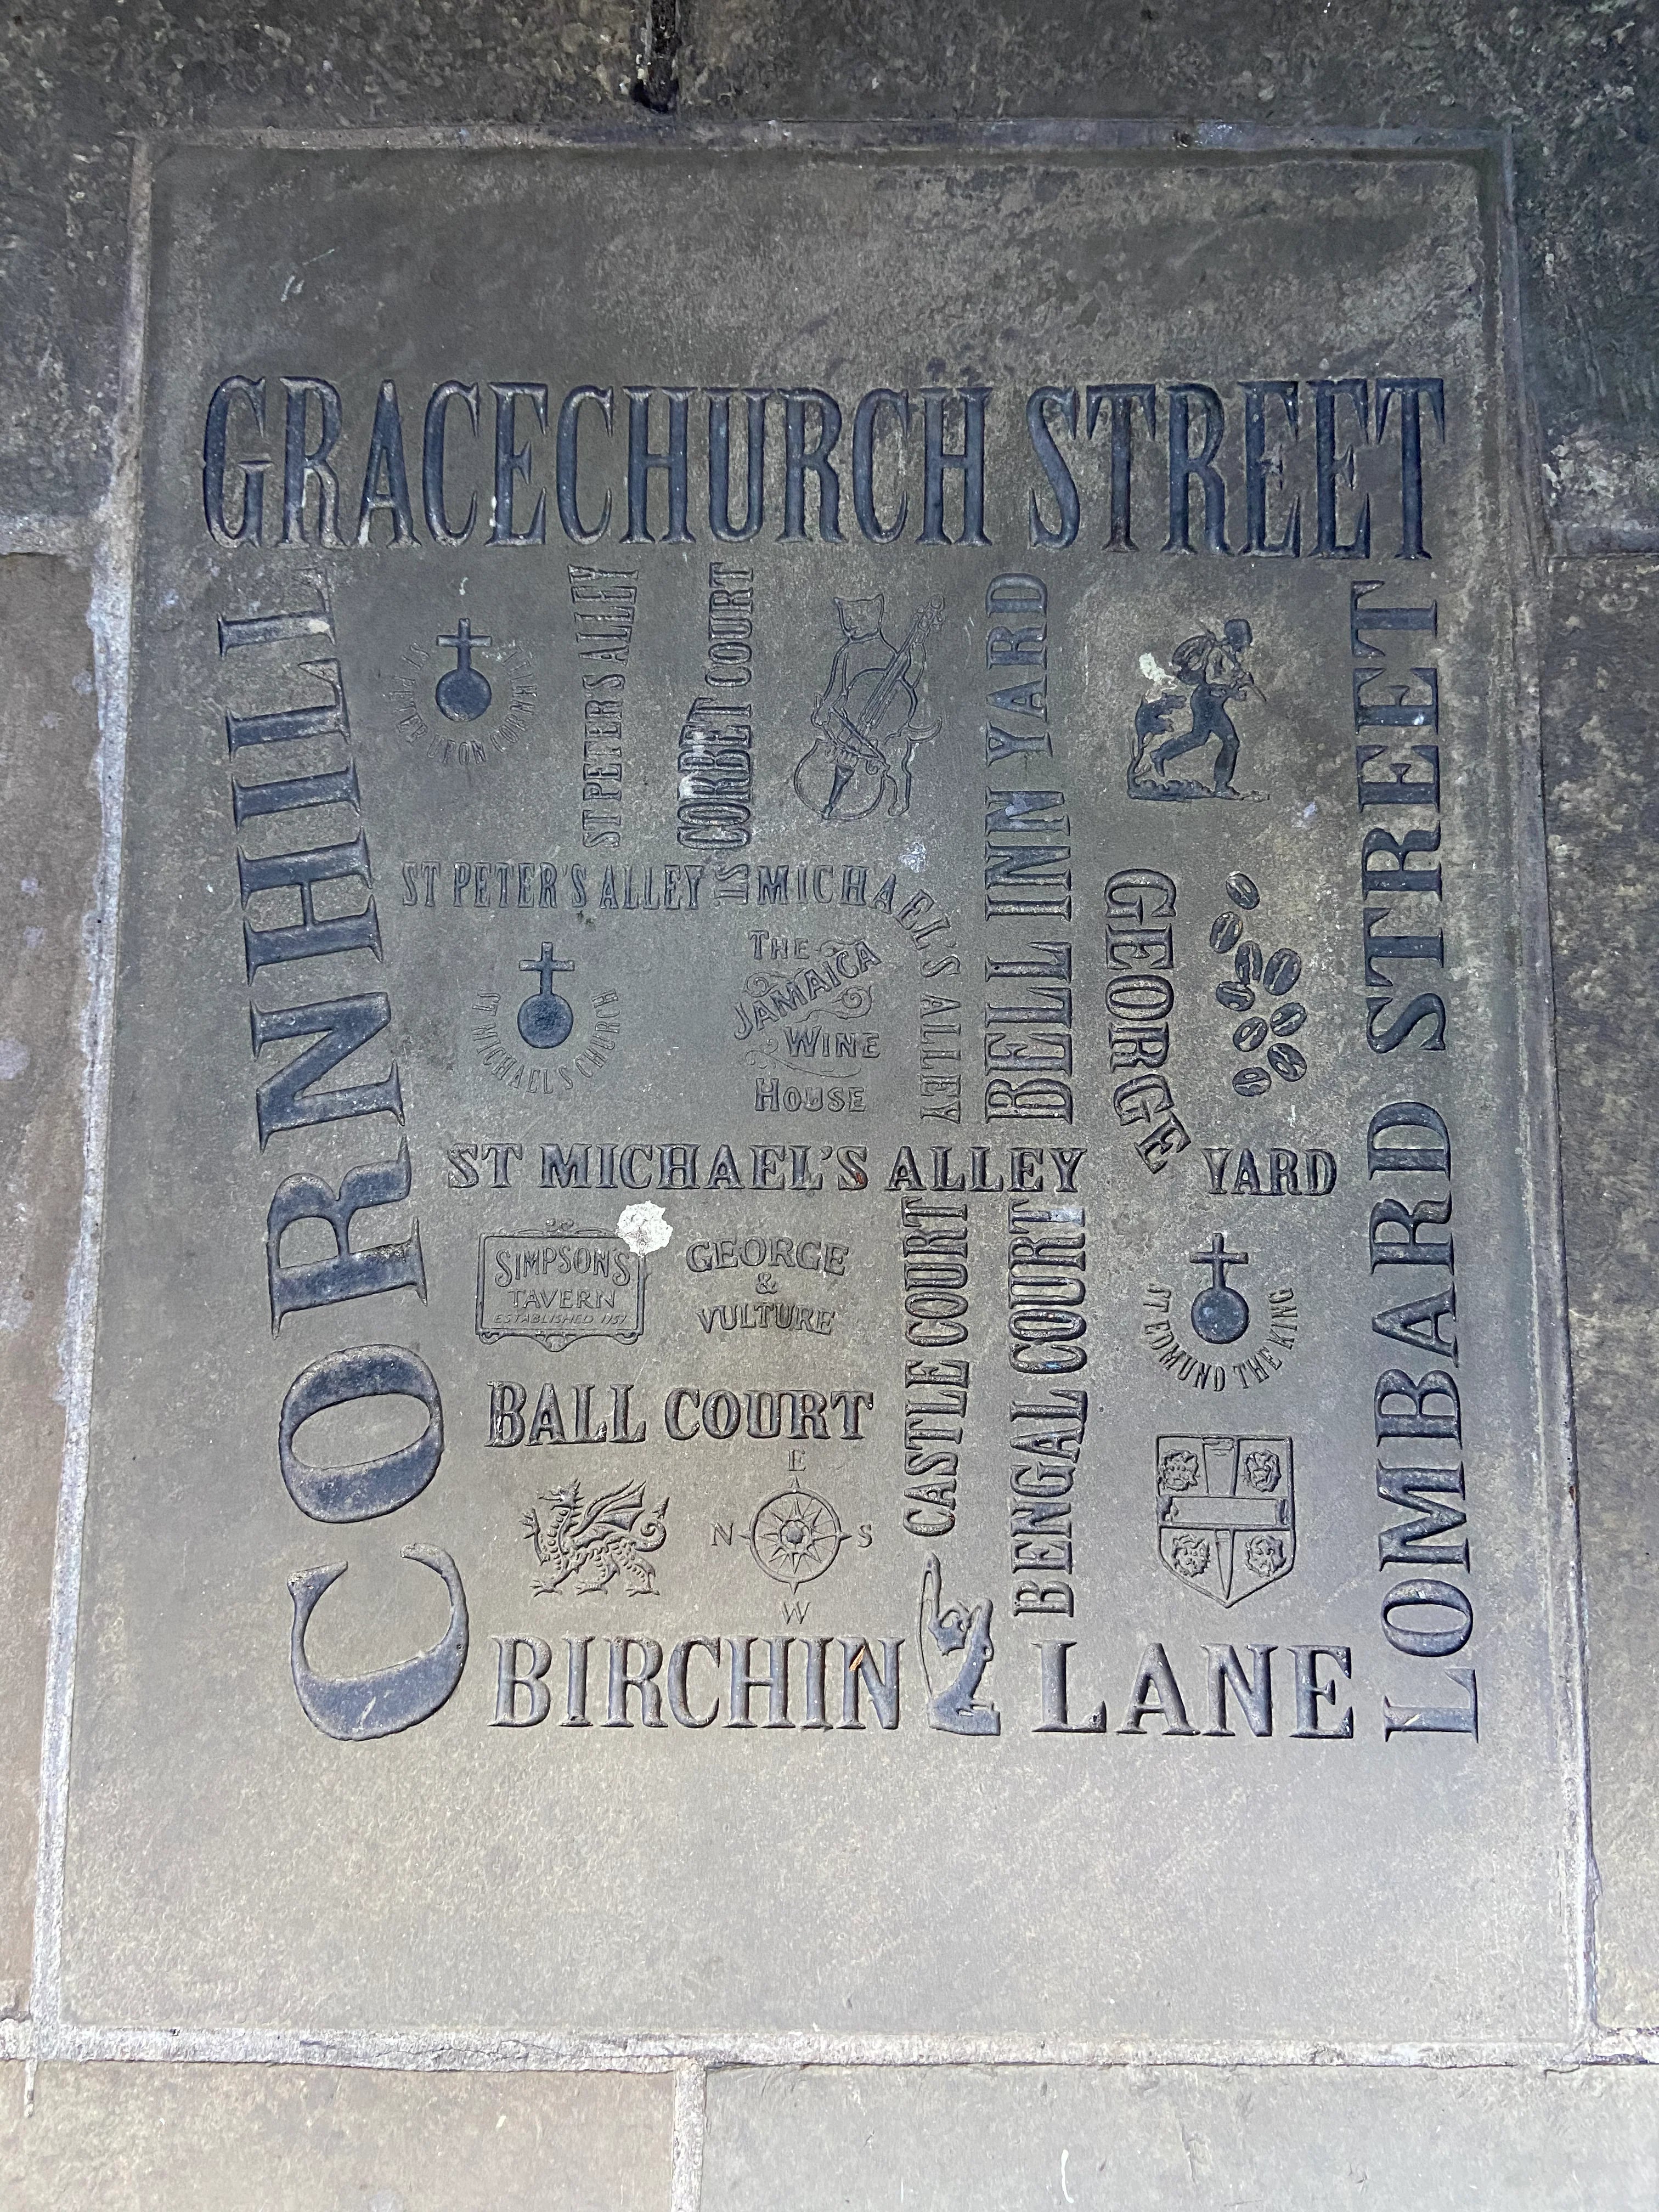 GRACECHURCH STREET
CORNHILL
ST PETER UPON CORNHILL
ST PETER'S ALLEY
CORBET COURT
BELL INN YARD
LOMBARD STREET
ST PETER'S ALLEY
ST MICHAEL'S ALLEY
GEORGE YARD
ST MICHAEL'S CHURCH
THE
JAMAICA
WINE
HOUSE
ST MICHAEL'S ALLEY
SIMPSON'S
TAVERN
ESTABLISHED 1757
GEORGE
&
VULTURE
CASTLE COURT
BENGAL COURT
ST EDMUND THE KING
BALL COURT
E
N S
W
BIRCHIN LANE